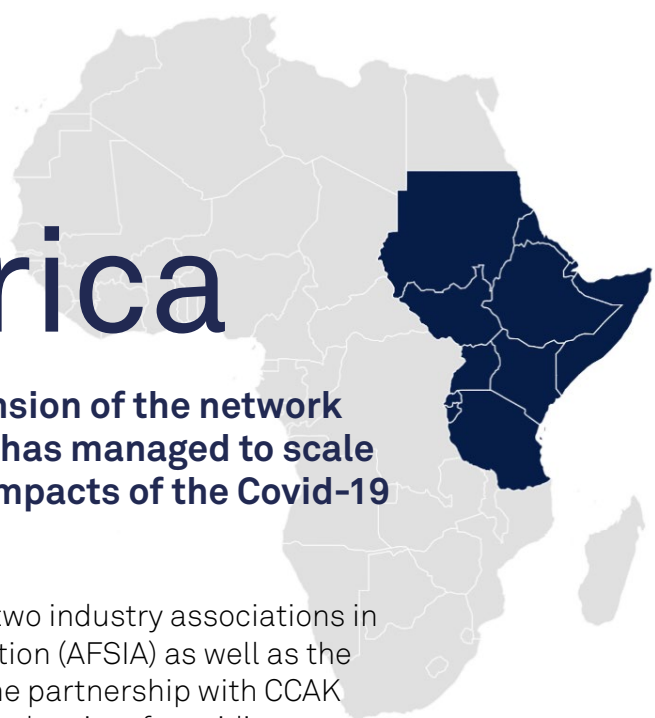 rica
nsion of the network
has managed to scale
mpacts of the Covid-19
two industry associations in
tion (AFSIA) as well as the
he partnership with CCAK